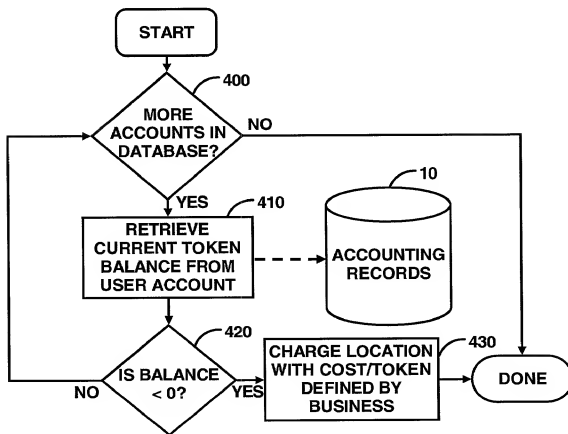 START
400
MORE
ACCOUNTS IN
DATABASE?
NO
YES
410
10
RETRIEVE
CURRENT TOKEN
BALANCE FROM
USER ACCOUNT
ACCOUNTING
RECORDS
420
430
IS BALANCE
< 0?
NO
YES
CHARGE LOCATION
WITH COST/TOKEN
DEFINED BY
BUSINESS
DONE